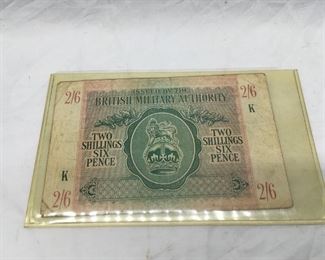 2/6 ISSUED BY THE 2/6
BRITISH MILITARY AUTHORITY
K
TWO
SHILLINGS
SIX
PENCE
TWO
SHILLINGS
SIX
PENCE
K
2/6 2/6